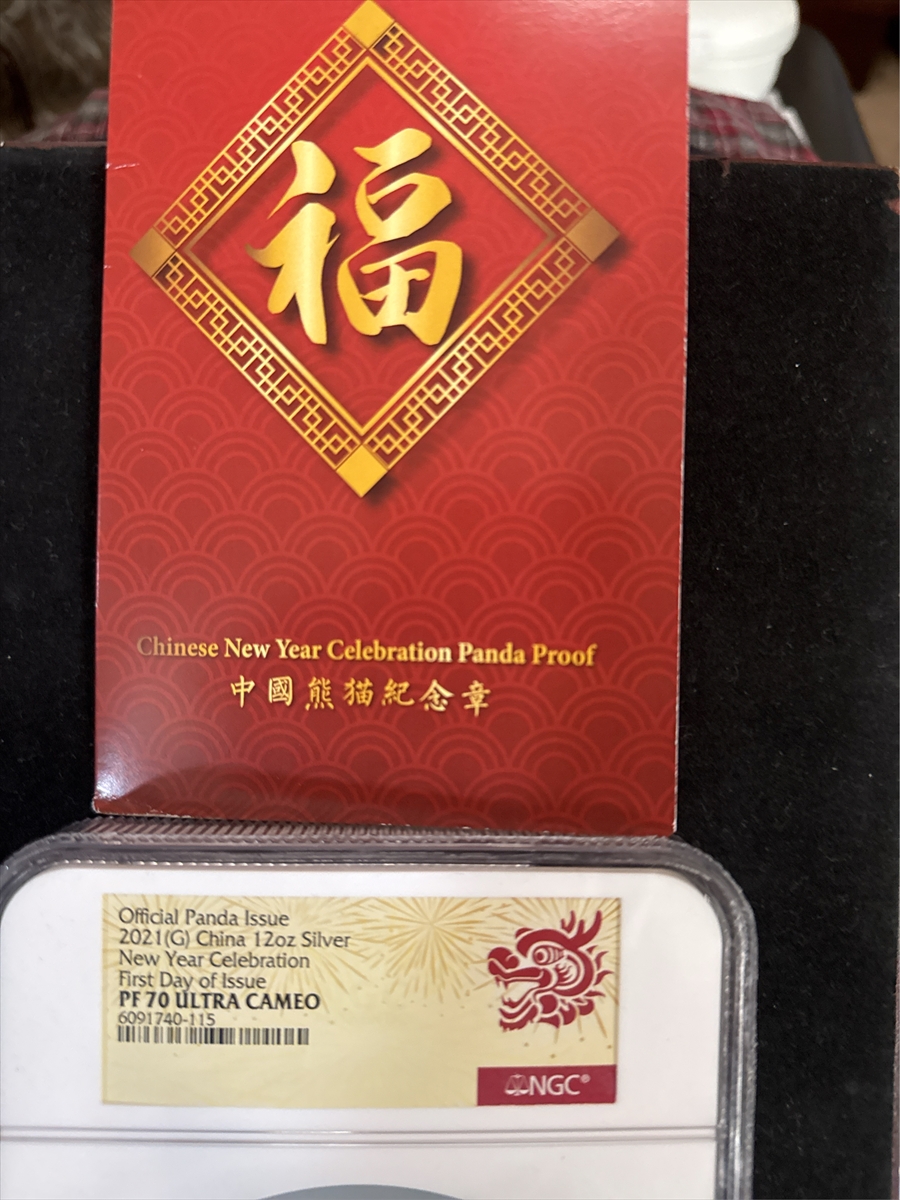 福
Chinese New Year Celebration Panda Proof
中國熊猫紀念章
Official Panda Issue
2021(G) China 12oz Silver
New Year Celebration
First Day of Issue
PF 70 ULTRA CAMEO
6091740-115
NGC®